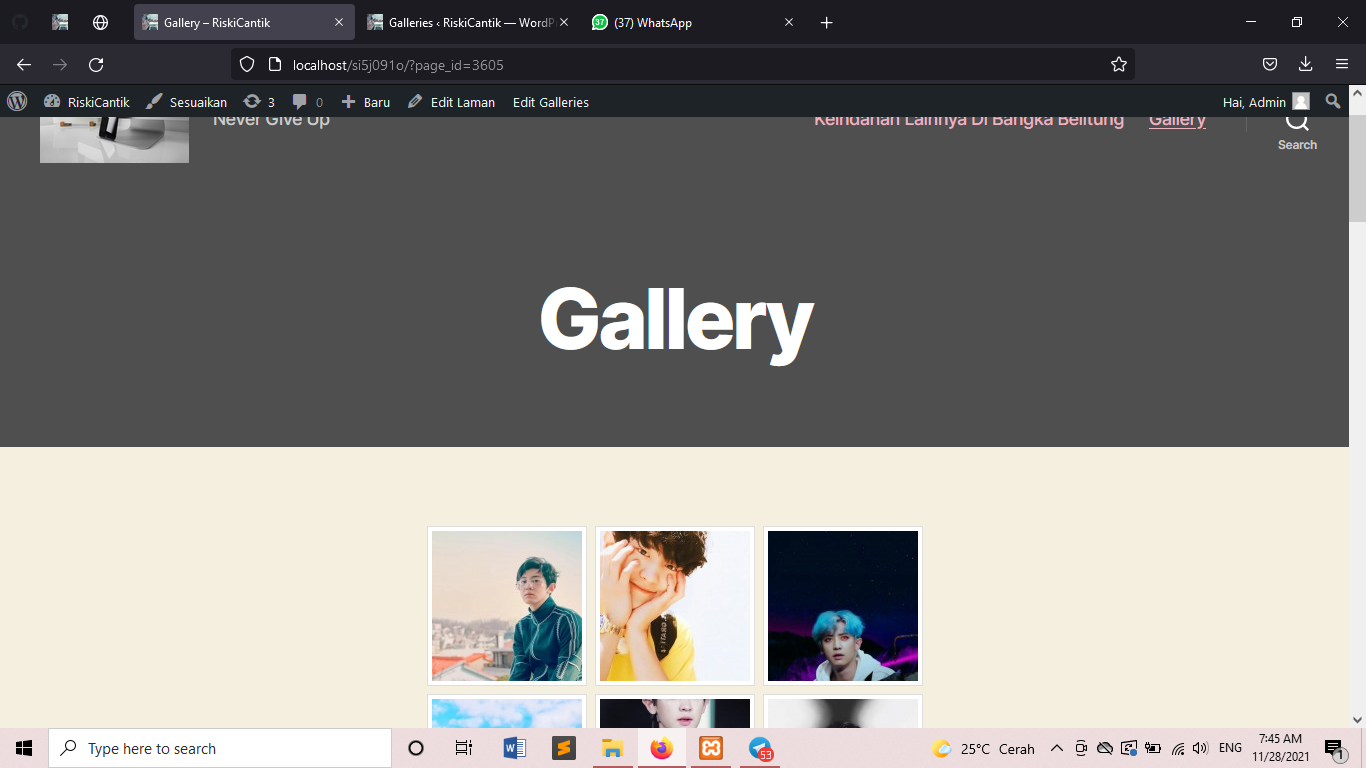 Gallery – RiskiCantik
Galleries ‹ RiskiCantik — WordP
37
(37) WhatsApp
localhost/si5j091o/?page_id=3605
RiskiCantik
Sesuaikan
3
0
Baru
Edit Laman
Edit Galleries
Hai, Admin
Never Give Up
Keindahan Lainnya Di Bangka Belitung
Gallery
Search
Gallery
Type here to search
53
25°C Cerah
ENG
7:45 AM
11/28/2021
1